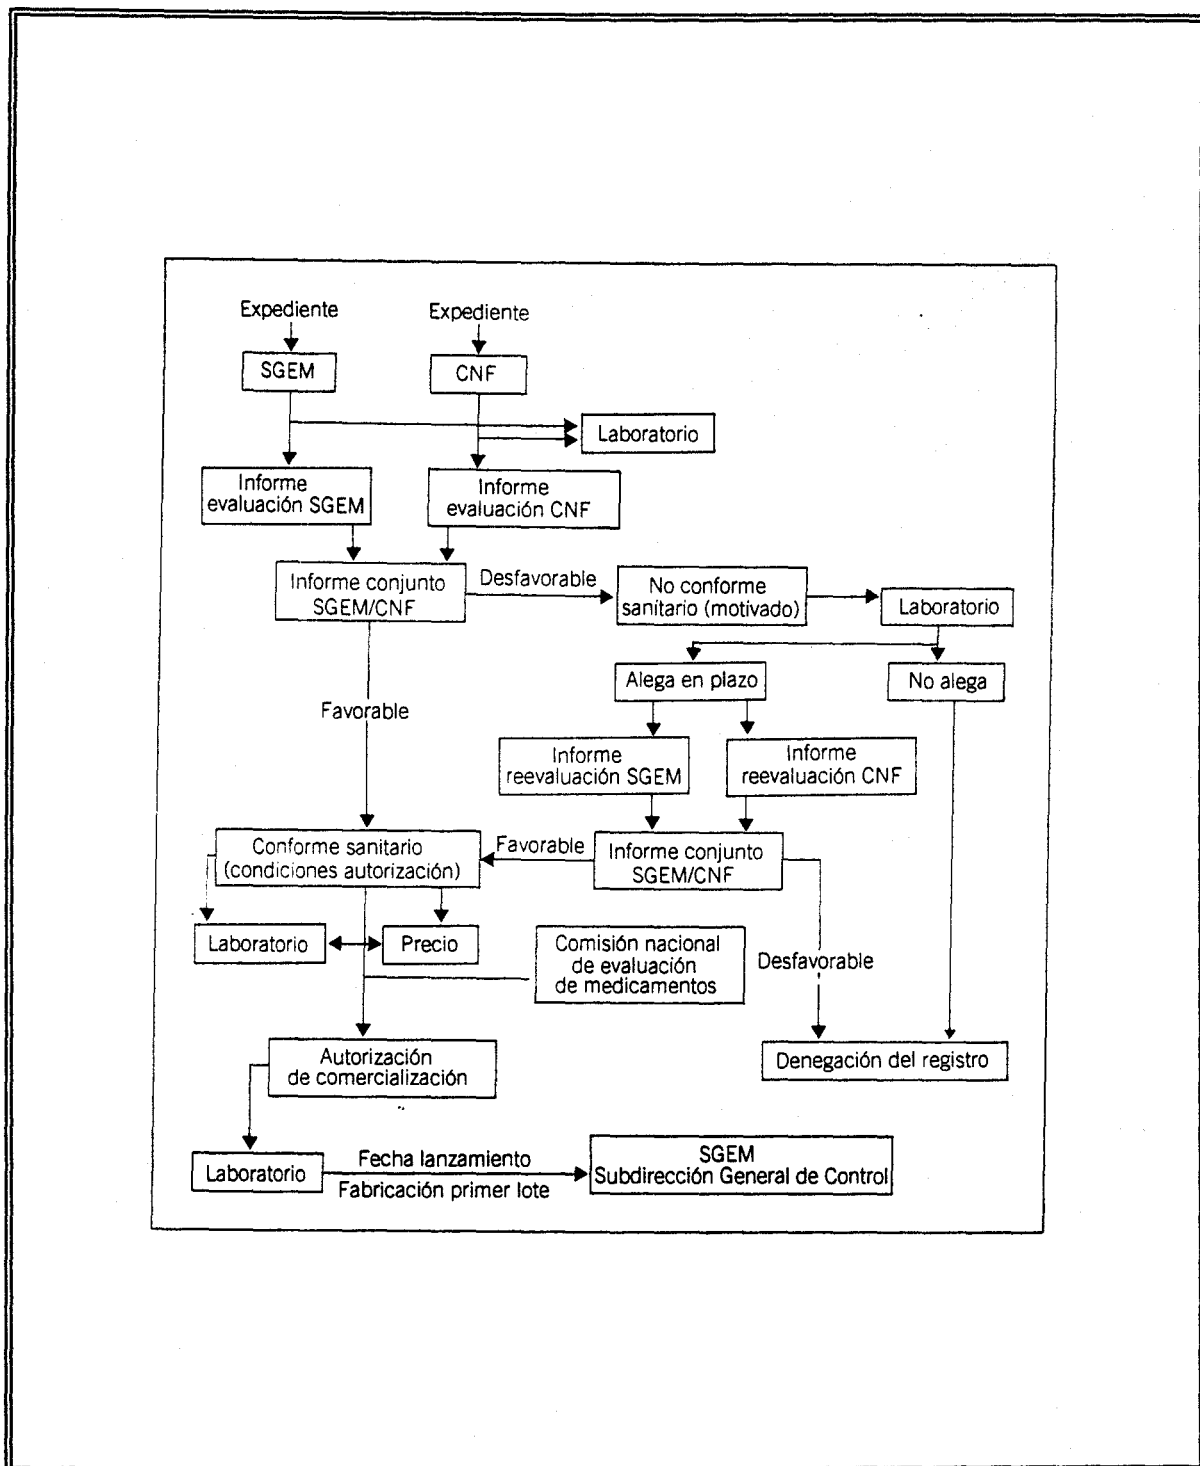 Expediente
Expediente
SGEM
CNF
Laboratorio
Informe
evaluación SGEM
Informe
evaluación CNF
Informe conjunto
SGEM/CNF
Desfavorable
No conforme
sanitario (motivado)
Laboratorio
Alega en plazo
No alega
Favorable
Informe
reevaluación SGEM
Informe
reevaluación CNF
Conforme sanitario
(condiciones autorización)
Favorable
Informe conjunto
SGEM/CNF
Laboratorio
Precio
Comisión nacional
de evaluación
de medicamentos
Desfavorable
Autorización
de comercialización
Denegación del registro
Laboratorio
Fecha lanzamiento
Fabricación primer lote
SGEM
Subdirección General de Control